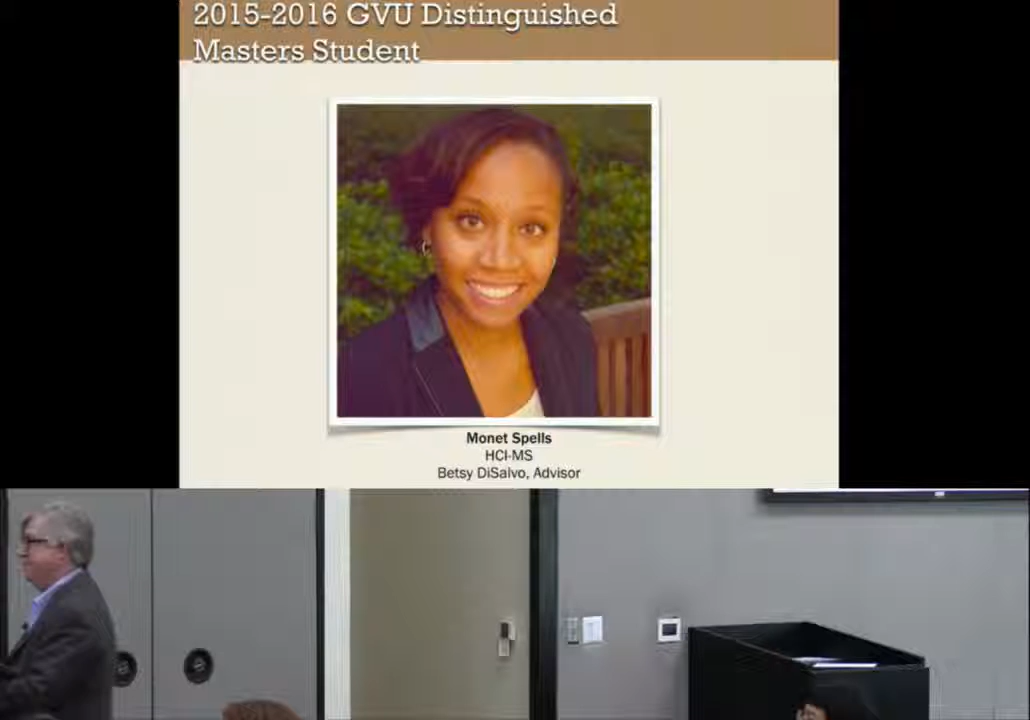 2015-2016 GVU Distinguished
Masters Student
Monet Spells
HCI-MS
Betsy DiSalvo, Advisor